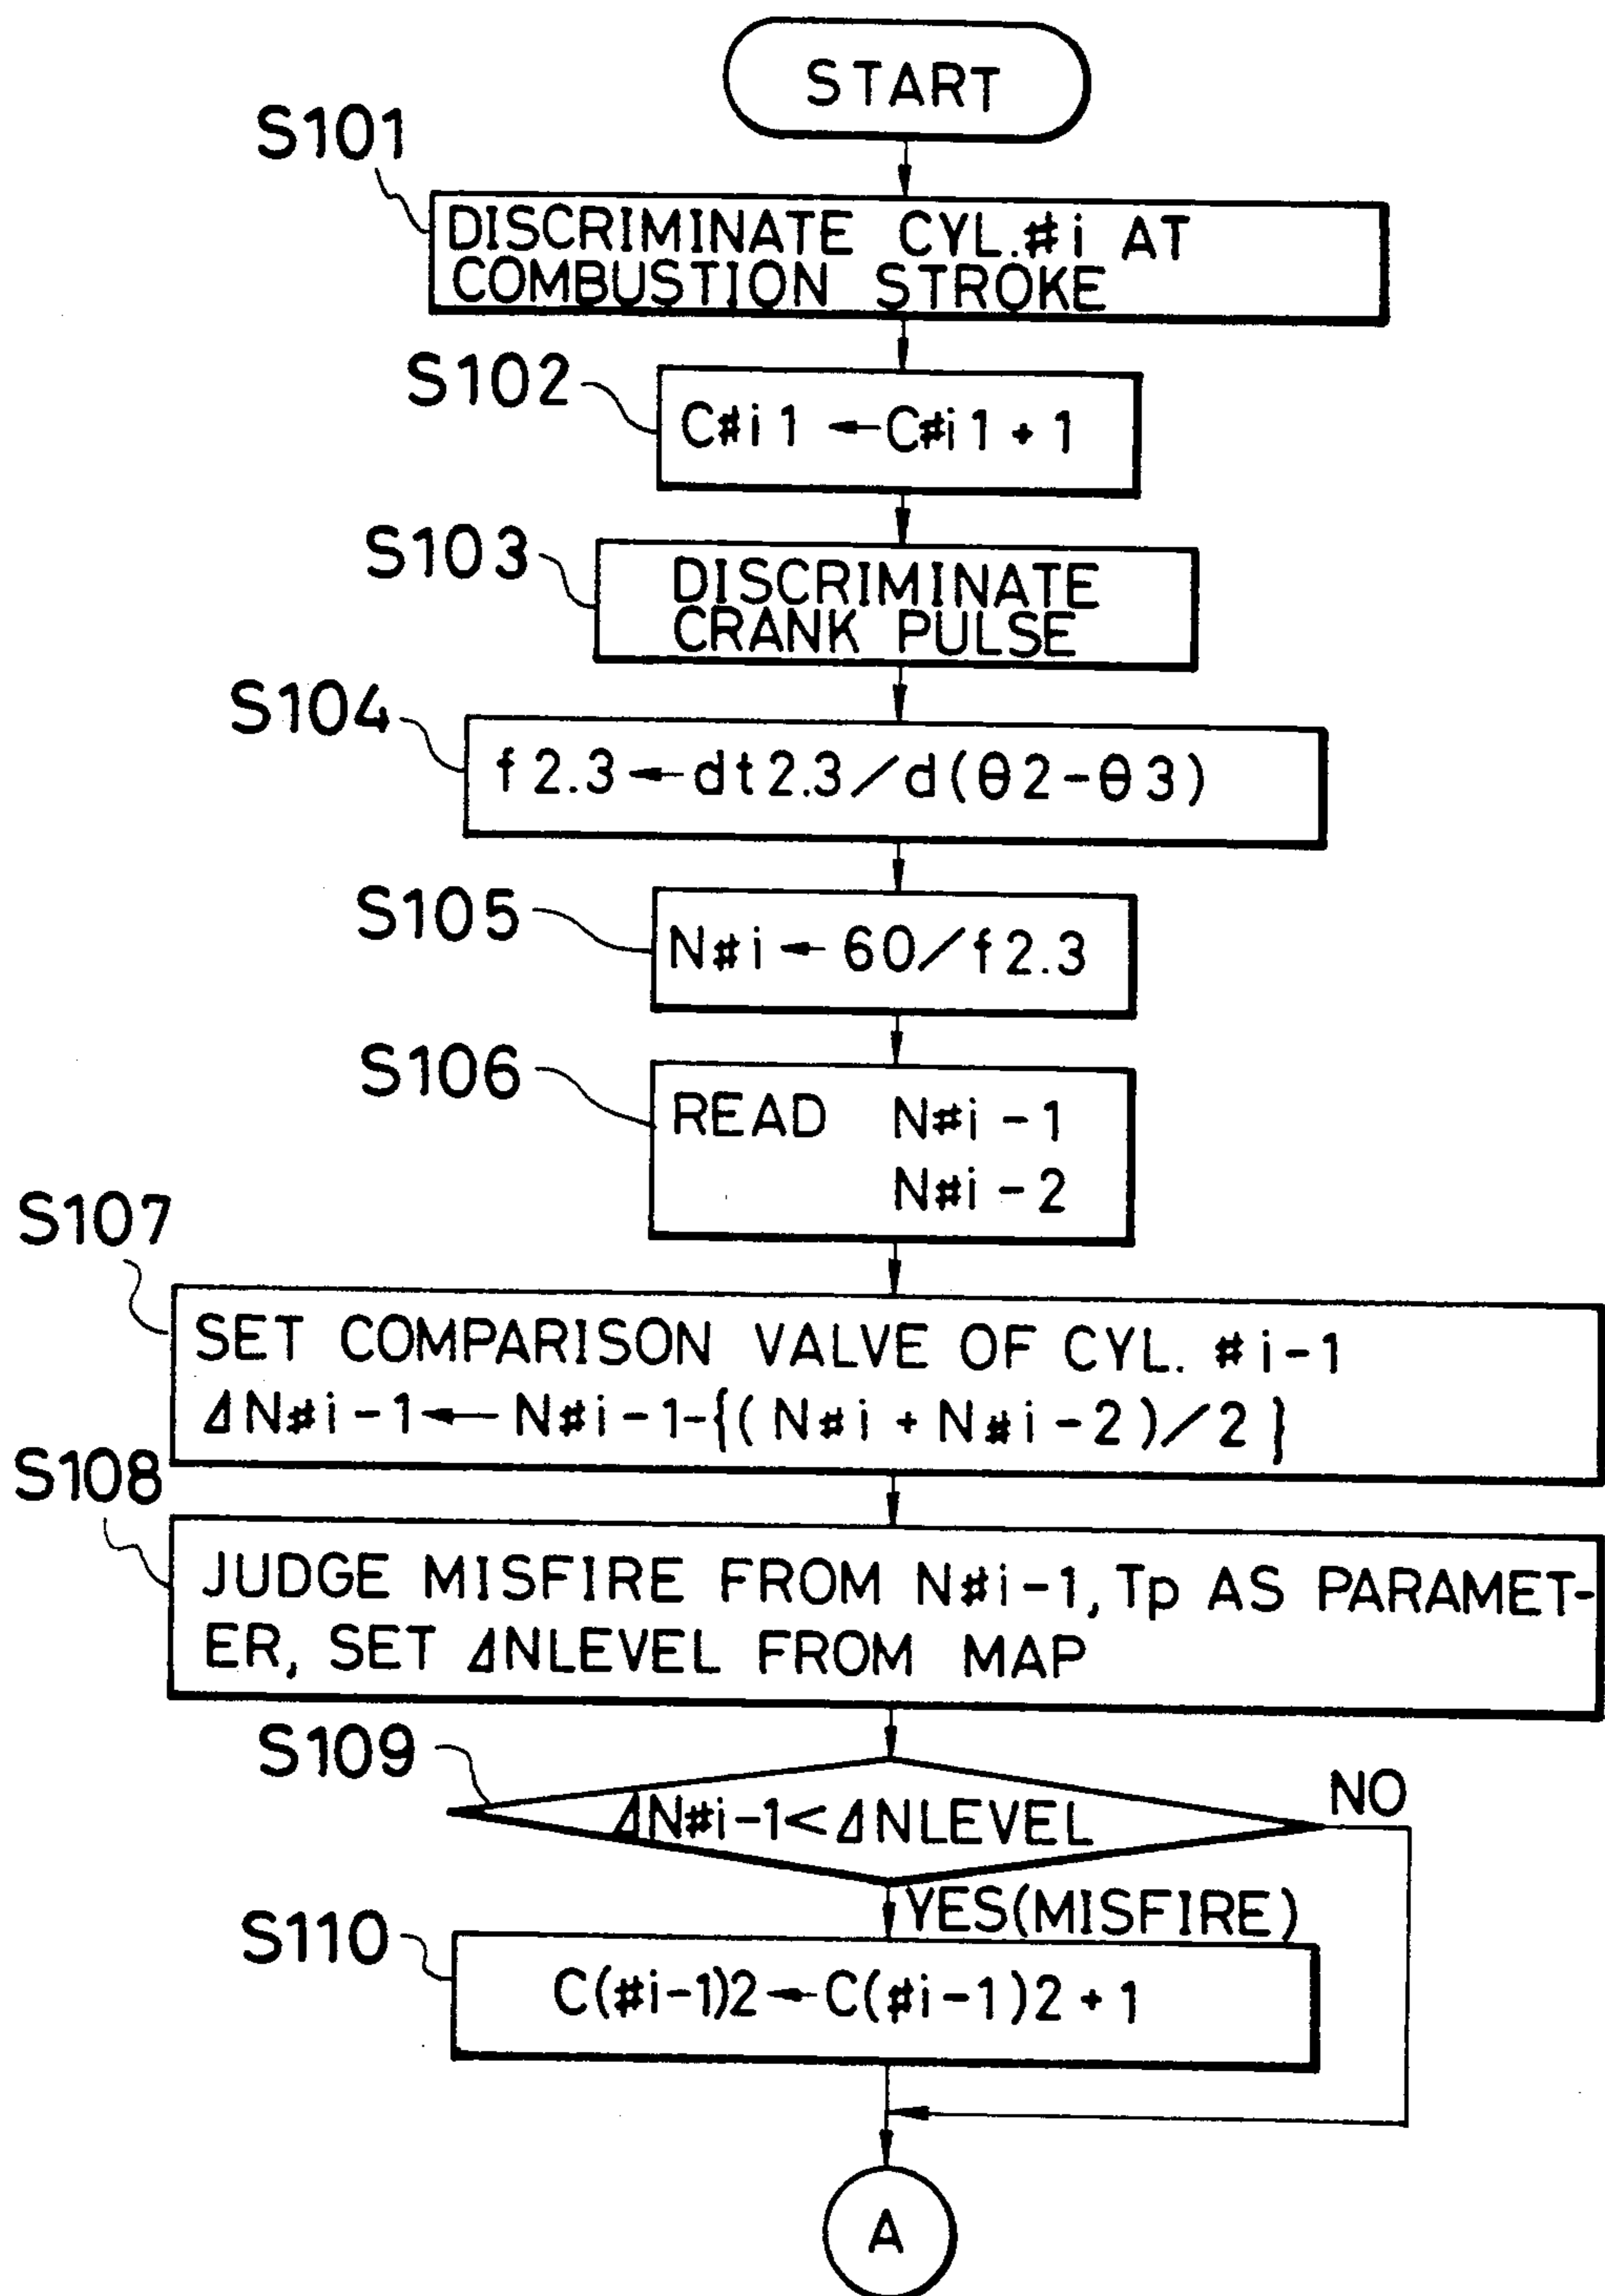 START
S101
DISCRIMINATE CYL.#i AT
COMBUSTION STROKE
S102
C#i1←C#i1+1
S103
DISCRIMINATE
CRANK PULSE
S104
f2.3←dt2.3/d(θ2-θ3)
S105
N#i←60/f2.3
S106
READ N#i-1
N#i-2
S107
SET COMPARISON VALVE OF CYL. #i-1
ΔN#i-1←N#i-1-{(N#i+N#i-2)/2}
S108
JUDGE MISFIRE FROM N#i-1, Tp AS PARAMET-
ER, SET ΔNLEVEL FROM MAP
S109
ΔN#i-1<ΔNLEVEL
NO
YES(MISFIRE)
S110
C(#i-1)2←C(#i-1)2+1
A